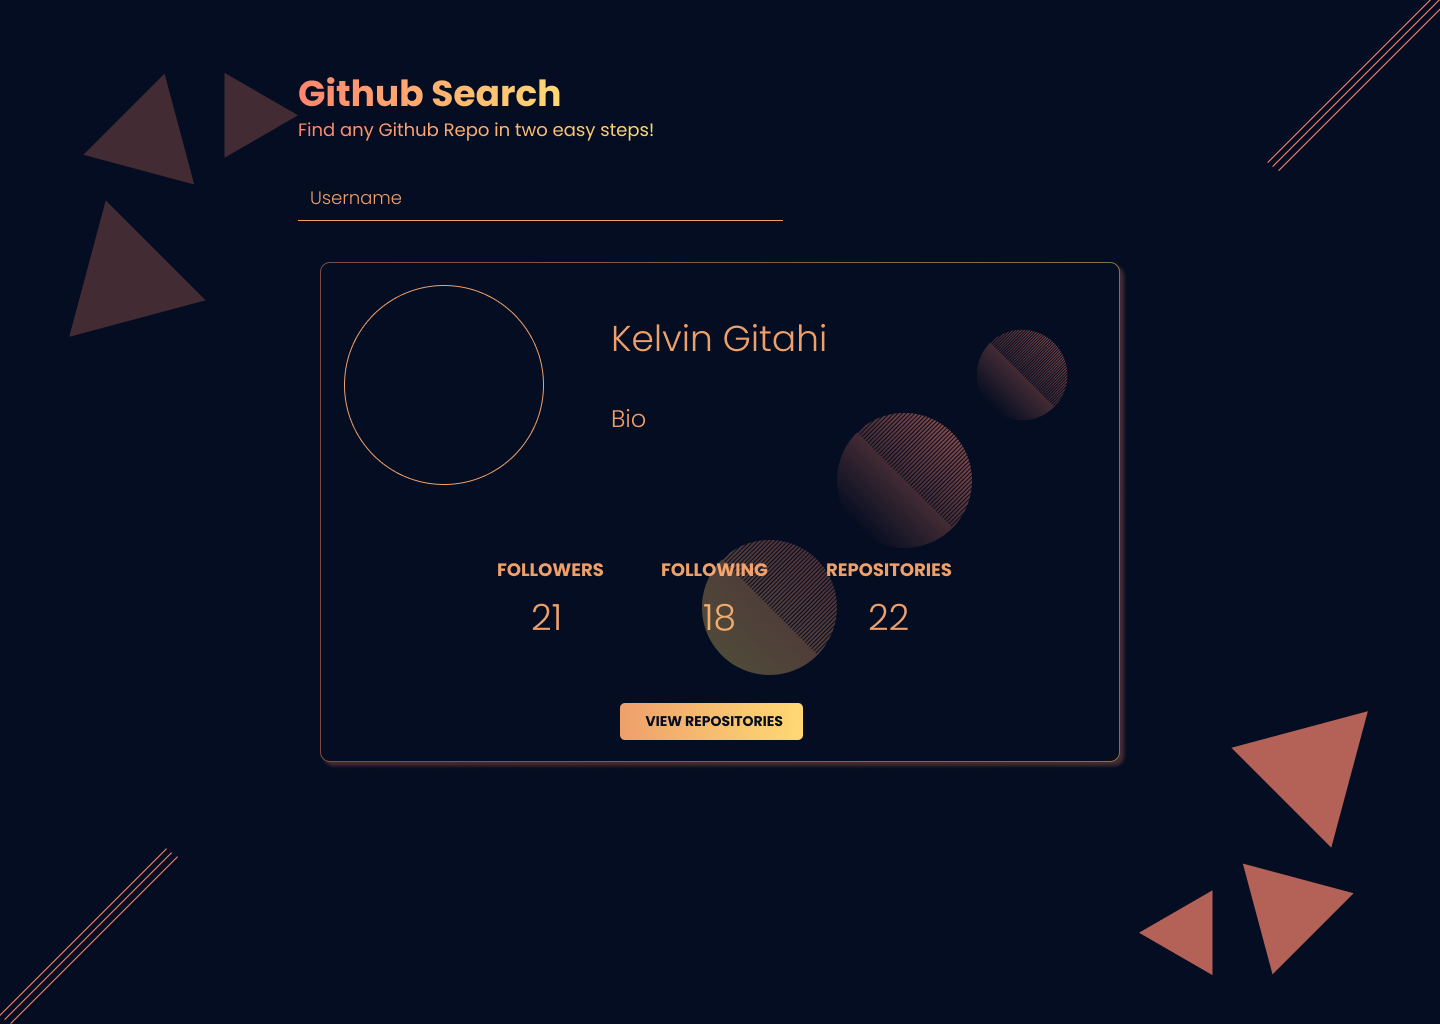 Github Search
Find any Github Repo in two easy steps!
Username
Kelvin Gitahi
Bio
FOLLOWERS FOLLOWING REPOSITORIES
21 18 22
VIEW REPOSITORIES